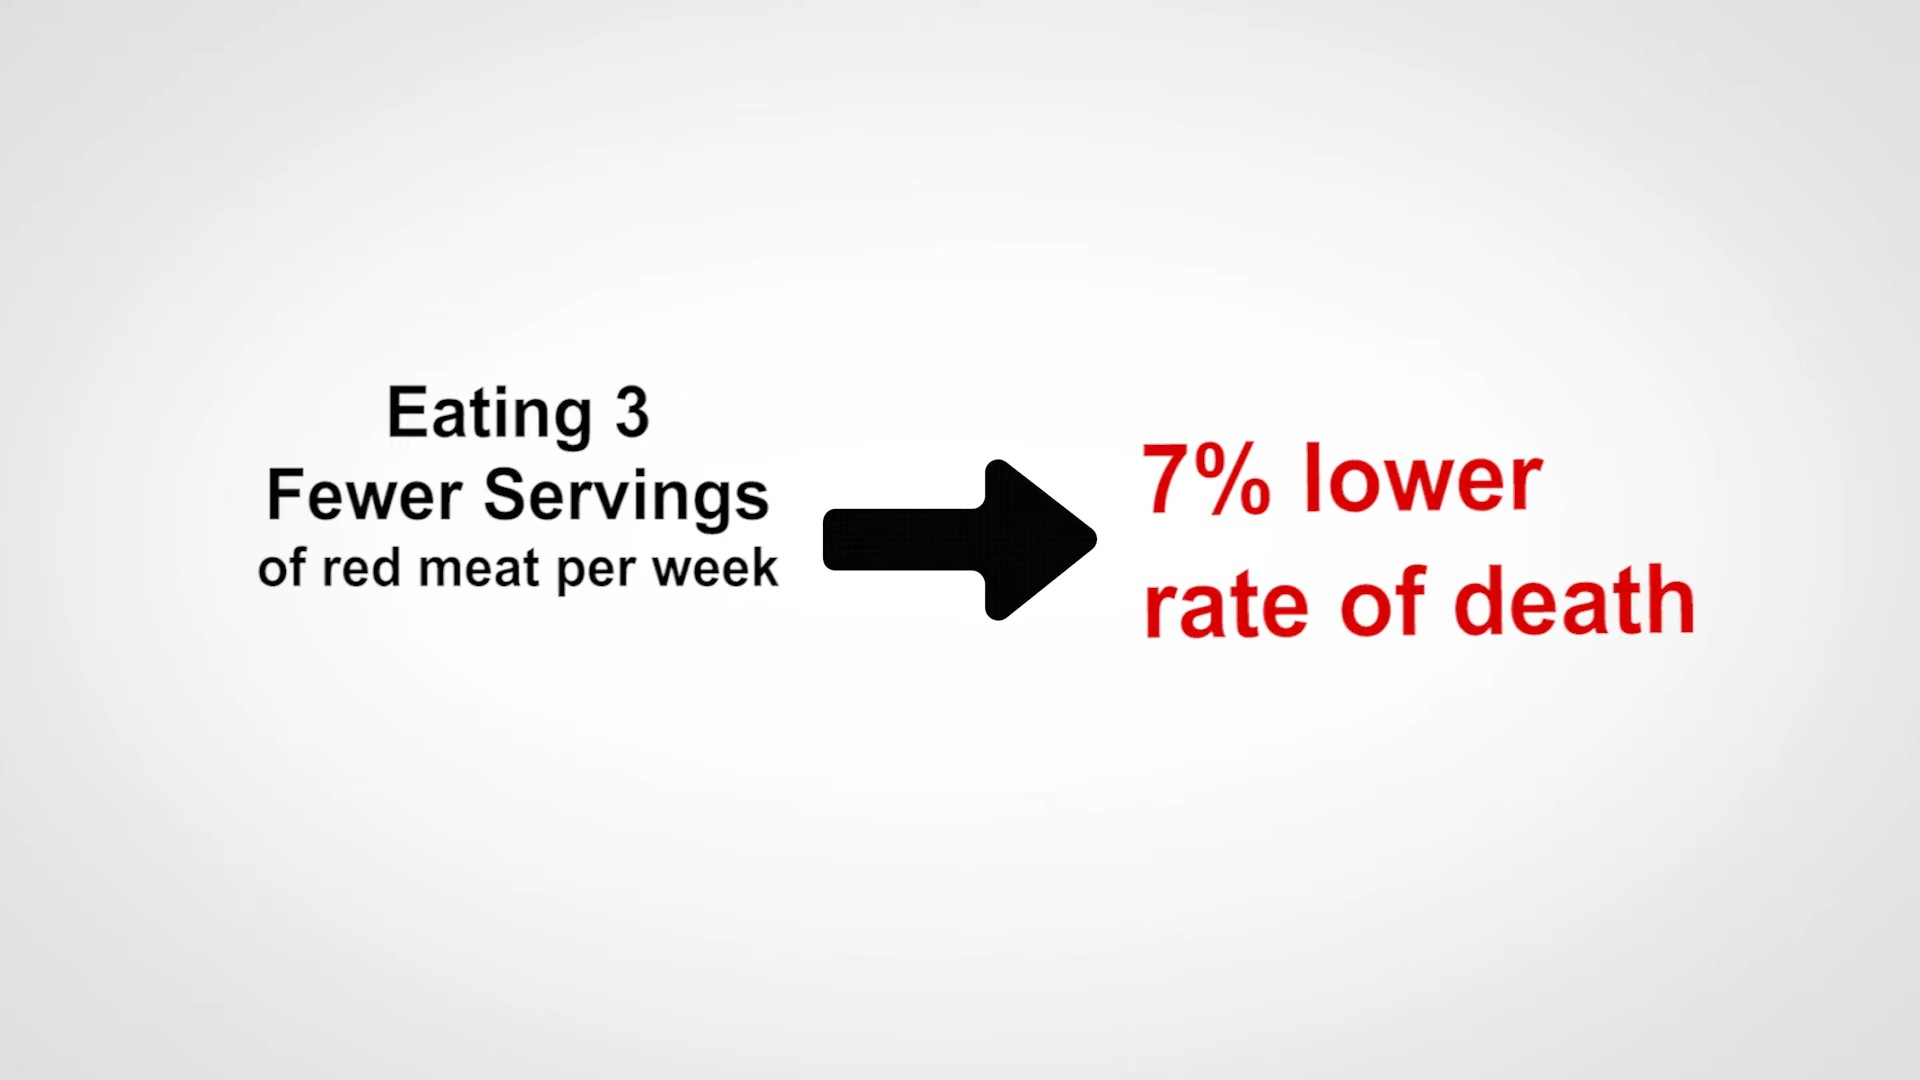 Eating 3
Fewer Servings
of red meat per week
7% lower
rate of death